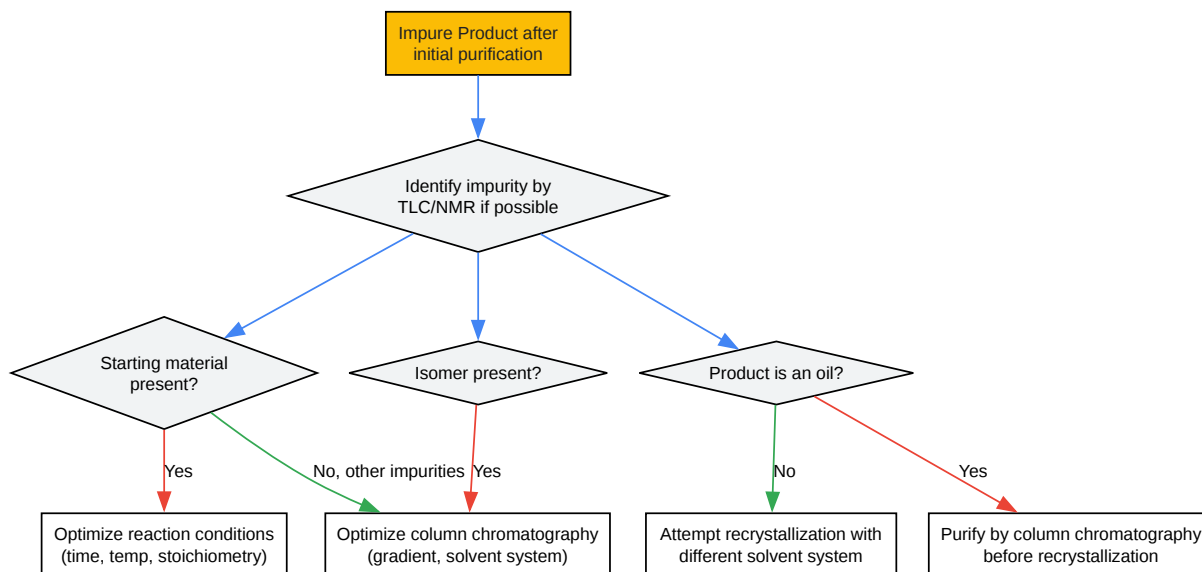 Impure Product after
initial purification
Identify impurity by
TLC/NMR if possible
Starting material
present?
Isomer present?
Product is an oil?
Yes
No, other impurities
Yes
No
Yes
Optimize reaction conditions
(time, temp, stoichiometry)
Optimize column chromatography
(gradient, solvent system)
Attempt recrystallization with
different solvent system
Purify by column chromatography
before recrystallization